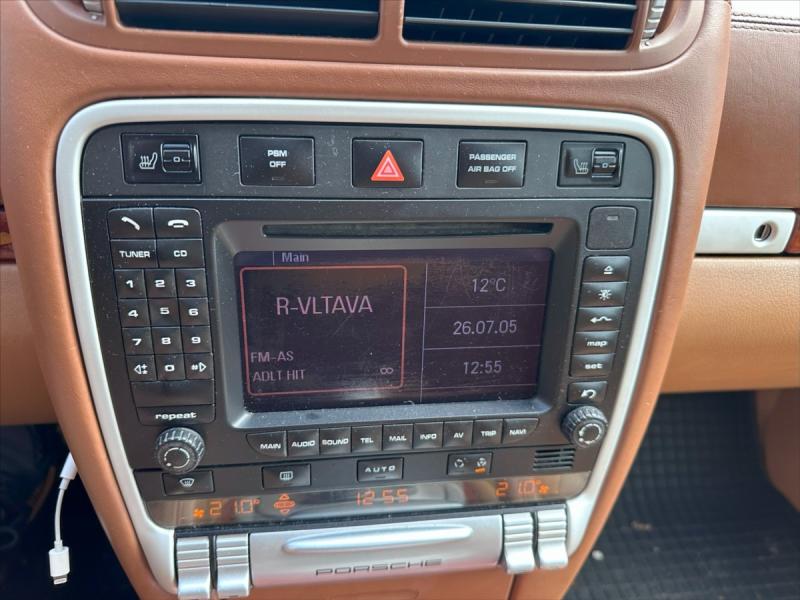 PSM
OFF
PASSENGER
AIR BAG OFF
TUNER CD
1 2 3
4 5 6
7 8 9
0 #
repeat
Main
R-VLTAVA
FM-AS
ADLT HIT
12°C
26.07.05
12:55
map
set
MAIN AUDIO SOUND TEL MAIL INFO AV TRIP NAVI
AUTO
21.0° 12:55 21.0°
PORSCHE